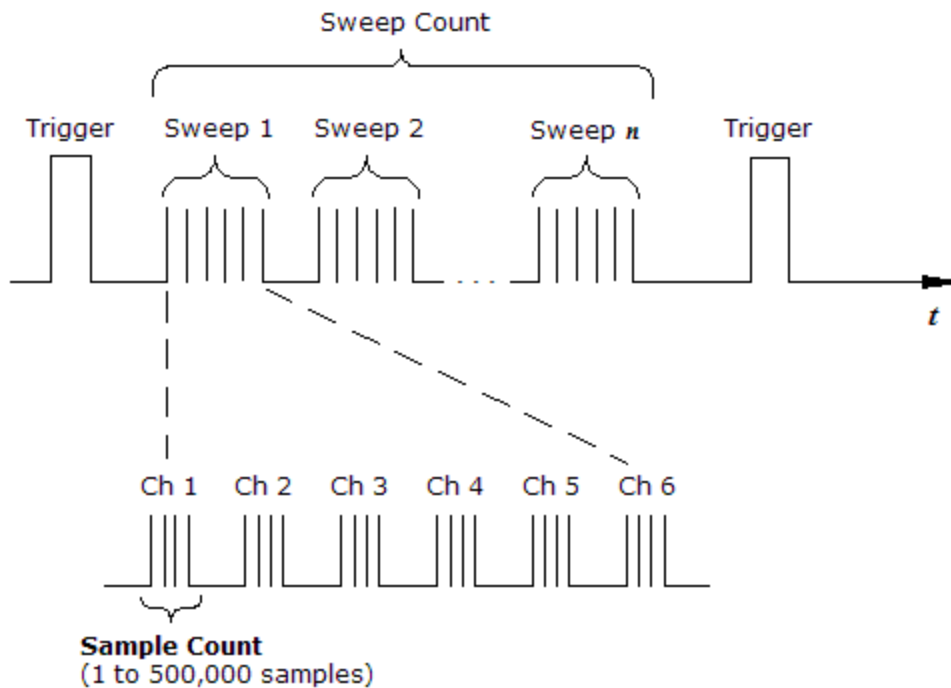 Sweep Count
Trigger Sweep 1 Sweep 2 Sweep n Trigger
t
Ch 1 Ch 2 Ch 3 Ch 4 Ch 5 Ch 6
Sample Count
(1 to 500,000 samples)